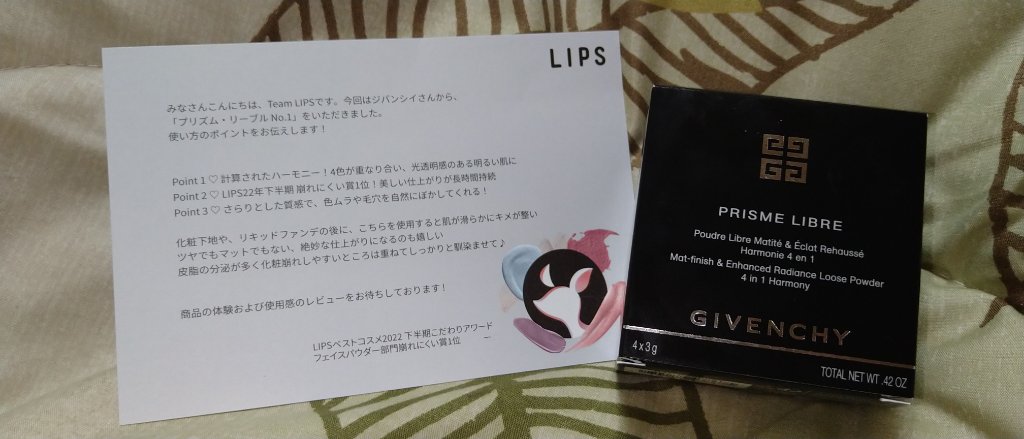 LIPS
みなさんこんにちは、Team LIPSです。今回はジバンシイさんから、
「プリズム・リーブル No.1」をいただきました。
使い方のポイントをお伝えします！
Point 1 ♡ 計算されたハーモニー！4色が重なり合い、光透明感のある明るい肌に
Point 2 ♡ LIPS22年下半期 崩れにくい賞1位！美しい仕上がりが長時間持続
Point 3 ♡ さらりとした質感で、色ムラや毛穴を自然にぼかしてくれる！
化粧下地や、リキッドファンデの後に、こちらを使用すると肌が滑らかにキメが整い
ツヤでもマットでもない、絶妙な仕上がりになるのも嬉しい
皮脂の分泌が多く化粧崩れしやすいところは重ねてしっかりと馴染ませて♪
商品の体験および使用感のレビューをお待ちしております！
LIPSベストコスメ2022 下半期こだわりアワード
フェイスパウダー部門崩れにくい賞1位
PRISME LIBRE
Poudre Libre Matité & Éclat Rehaussé
Harmonie 4 en 1
Mat-finish & Enhanced Radiance Loose Powder
4 in 1 Harmony
GIVENCHY
4x3g
TOTAL NET WT .42 OZ